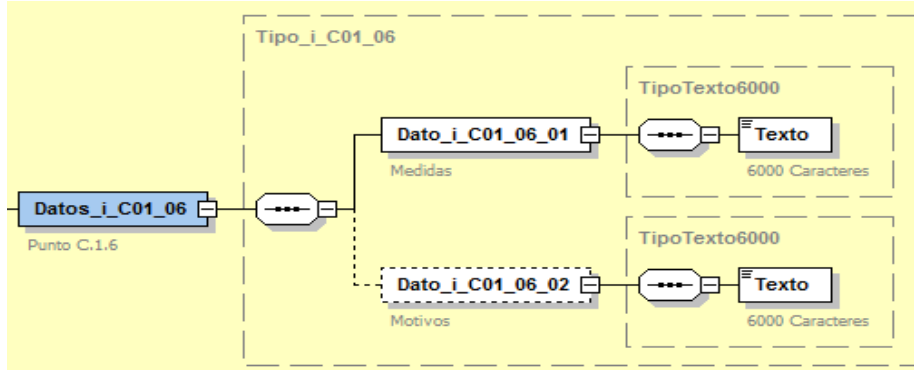 Tipo_i_C01_06
TipoTexto6000
Dato_i_C01_06_01
Texto
Medidas
6000 Caracteres
Datos_i_C01_06
Punto C.1.6
TipoTexto6000
Dato_i_C01_06_02
Texto
Motivos
6000 Caracteres